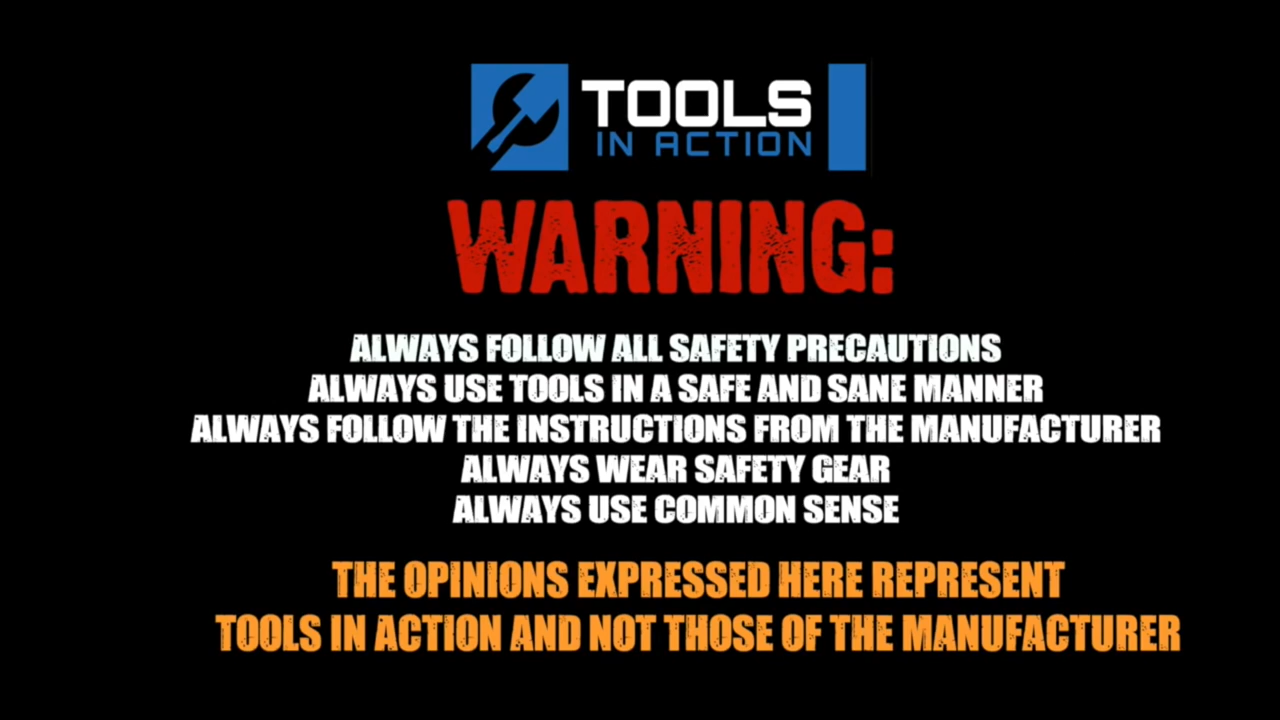 TOOLS
IN ACTION
WARNING:
ALWAYS FOLLOW ALL SAFETY PRECAUTIONS
ALWAYS USE TOOLS IN A SAFE AND SANE MANNER
ALWAYS FOLLOW THE INSTRUCTIONS FROM THE MANUFACTURER
ALWAYS WEAR SAFETY GEAR
ALWAYS USE COMMON SENSE
THE OPINIONS EXPRESSED HERE REPRESENT
TOOLS IN ACTION AND NOT THOSE OF THE MANUFACTURER